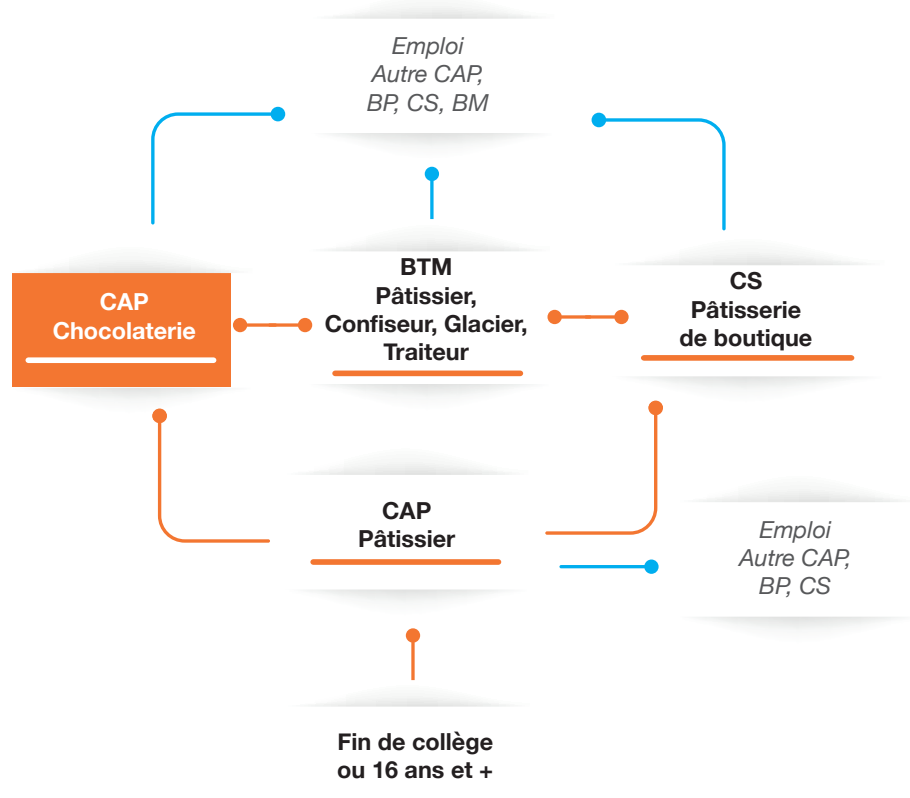 Emploi
Autre CAP,
BP, CS, BM
CAP
Chocolaterie
BTM
Pâtissier,
Confiseur, Glacier,
Traiteur
CS
Pâtisserie
de boutique
CAP
Pâtissier
Emploi
Autre CAP,
BP, CS
Fin de collège
ou 16 ans et +